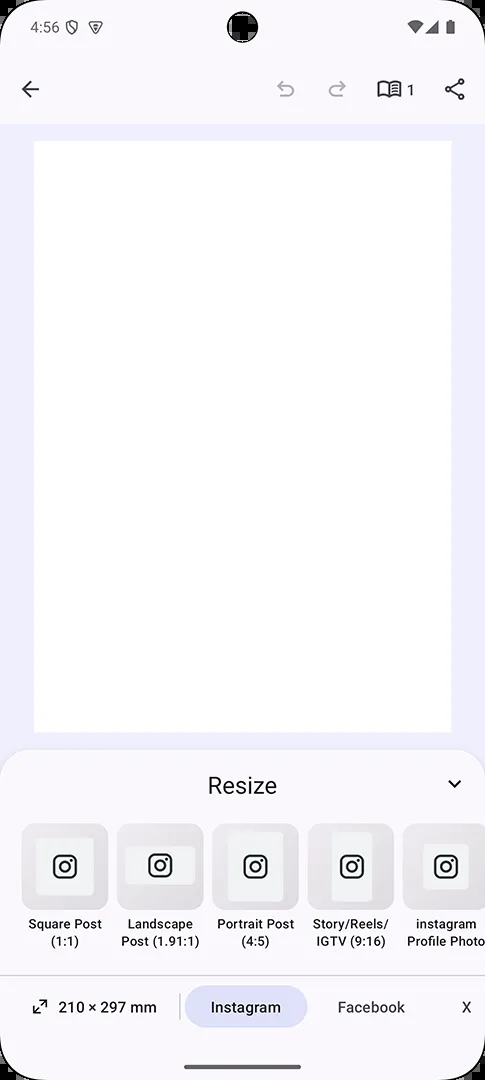 4:56
1
Resize
Square Post
(1:1)
Landscape
Post (1.91:1)
Portrait Post
(4:5)
Story/Reels/
IGTV (9:16)
instagram
Profile Photo
210 × 297 mm
Instagram
Facebook
X